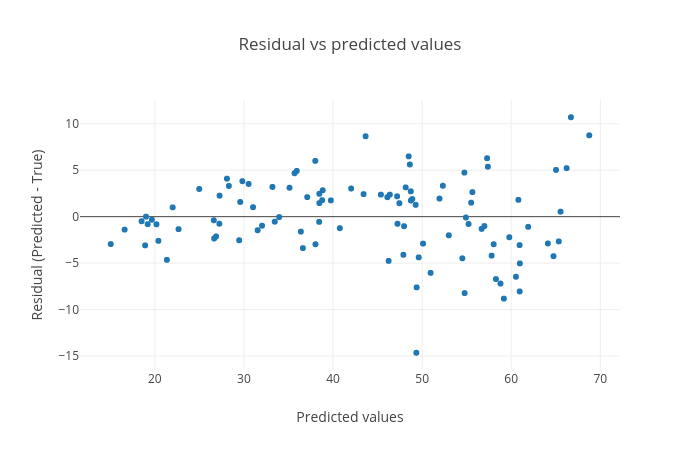 Residual vs predicted values
Residual (Predicted - True)
10
5
0
−5
−10
−15
20 30 40 50 60 70
Predicted values